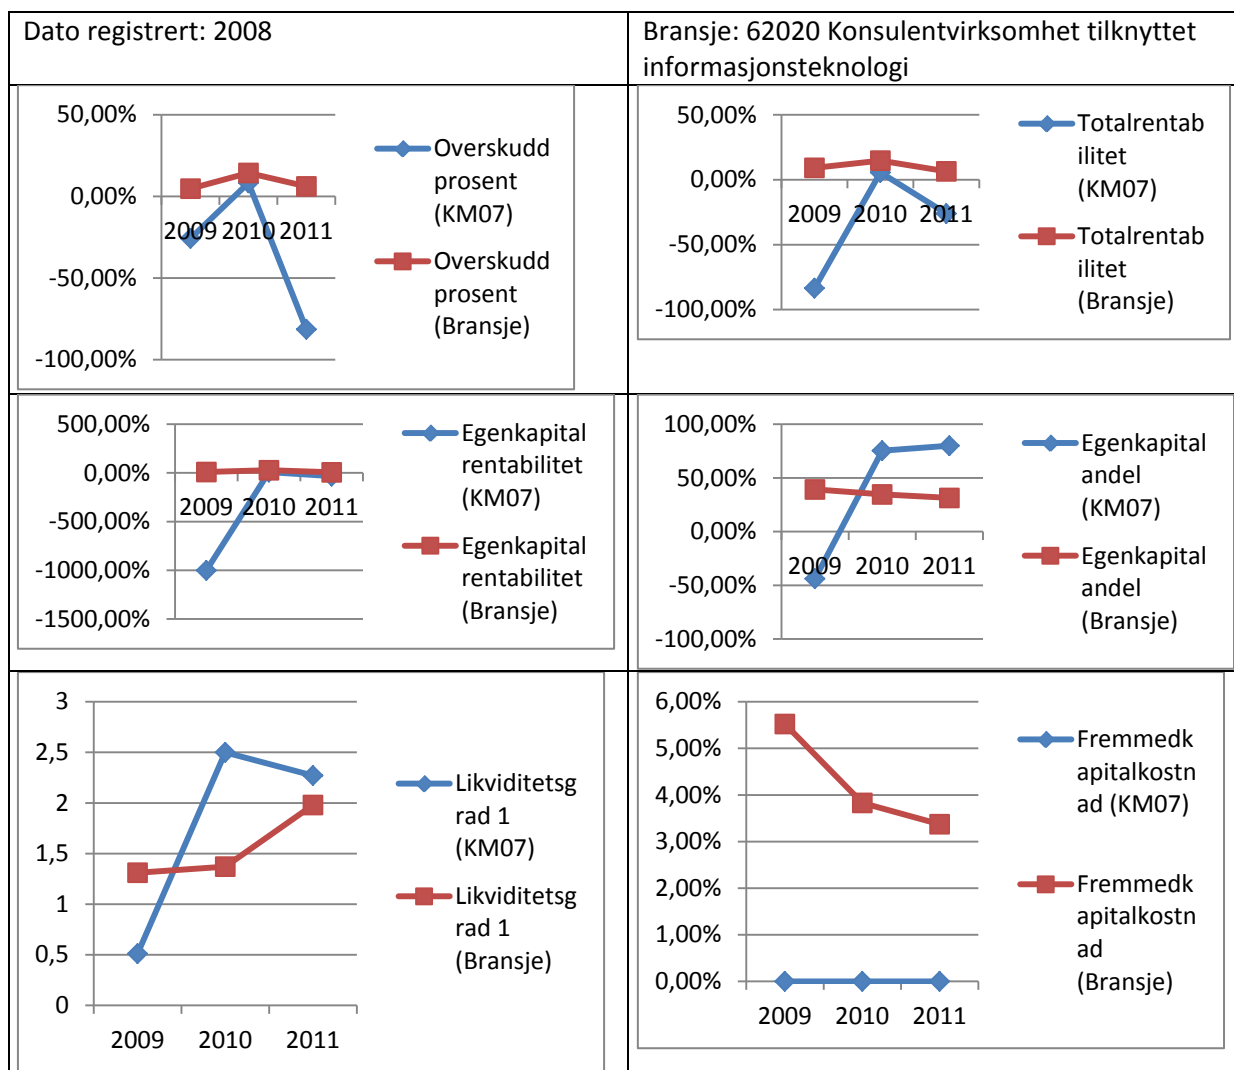 Dato registrert: 2008
Bransje: 62020 Konsulentvirksomhet tilknyttet
informasjonsteknologi
50,00%
0,00%
-50,00%
-100,00%
2009 2010 2011
Overskudd
prosent
(KM07)
Overskudd
prosent
(Bransje)
50,00%
0,00%
-50,00%
-100,00%
2009 2010 2011
Totalrentab
ilitet
(KM07)
Totalrentab
ilitet
(Bransje)
500,00%
0,00%
-500,00%
-1000,00%
-1500,00%
2009 2010 2011
Egenkapital
rentabilitet
(KM07)
Egenkapital
rentabilitet
(Bransje)
100,00%
50,00%
0,00%
-50,00%
-100,00%
2009 2010 2011
Egenkapital
andel
(KM07)
Egenkapital
andel
(Bransje)
3
2,5
2
1,5
1
0,5
0
2009 2010 2011
Likviditetsg
rad 1
(KM07)
Likviditetsg
rad 1
(Bransje)
6,00%
5,00%
4,00%
3,00%
2,00%
1,00%
0,00%
2009 2010 2011
Fremmedk
apitalkostn
ad (KM07)
Fremmedk
apitalkostn
ad
(Bransje)